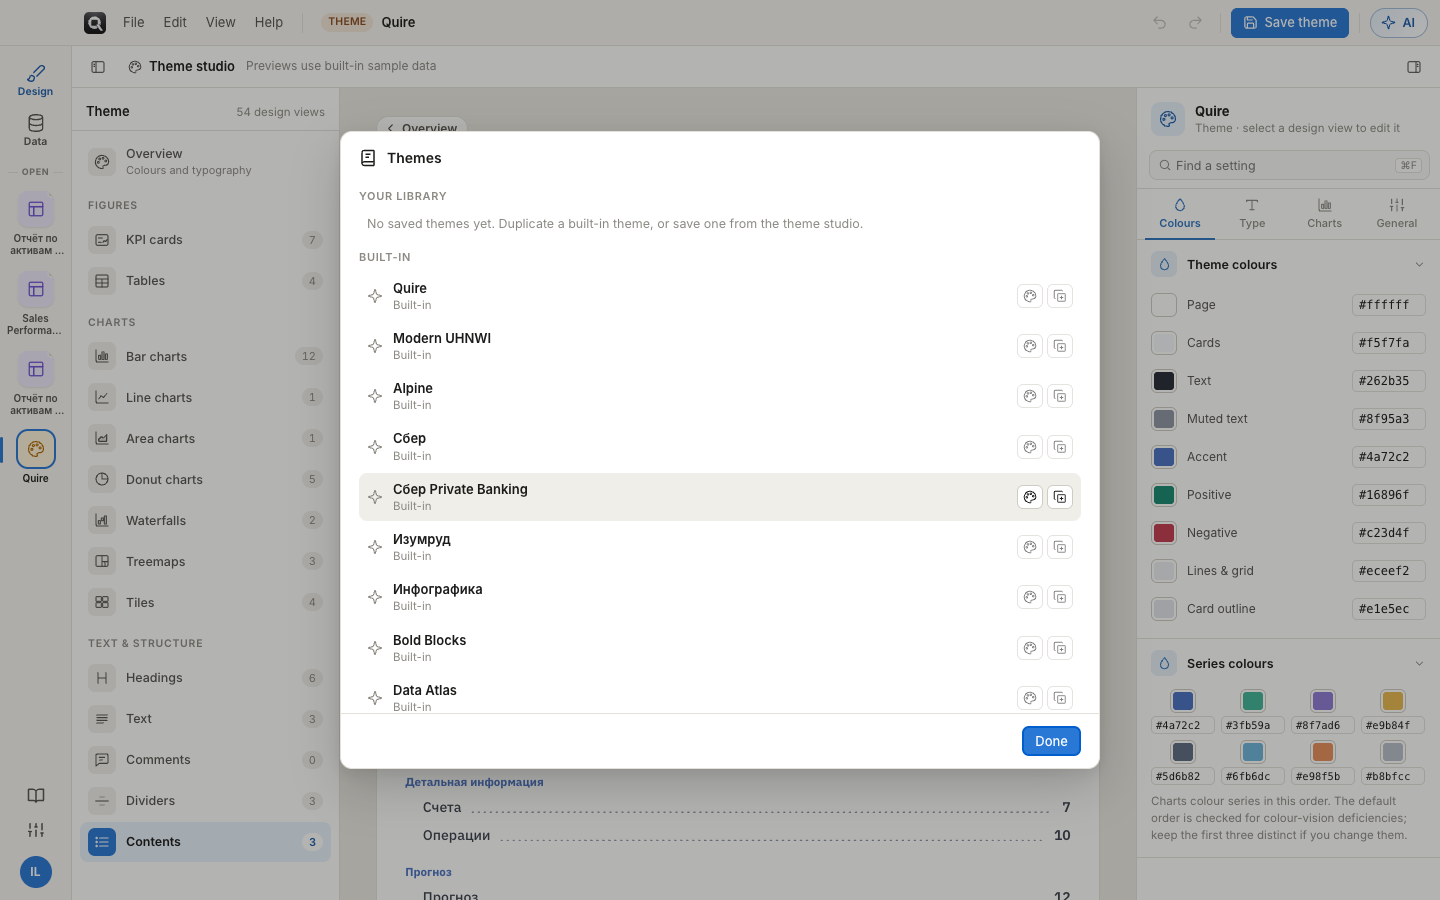 File Edit View Help THEME Quire Save theme AI
Theme studio Previews use built-in sample data
Design
Data
OPEN
Отчёт по
активам ...
Sales
Performa...
Отчёт по
активам ...
Quire
IL
Theme 54 design views
Overview
Colours and typography
FIGURES
KPI cards 7
Tables 4
CHARTS
Bar charts 12
Line charts 1
Area charts 1
Donut charts 5
Waterfalls 2
Treemaps 3
Tiles 4
TEXT & STRUCTURE
Headings 6
Text 3
Comments 0
Dividers 3
Contents 3
Overview
Themes
YOUR LIBRARY
No saved themes yet. Duplicate a built-in theme, or save one from the theme studio.
BUILT-IN
Quire
Built-in
Modern UHNWI
Built-in
Alpine
Built-in
Сбер
Built-in
Сбер Private Banking
Built-in
Изумруд
Built-in
Инфографика
Built-in
Bold Blocks
Built-in
Data Atlas
Built-in
Done
Детальная информация
Счета 7
Операции 10
Прогноз
Прогноз 12
Quire
Theme · select a design view to edit it
Find a setting ⌘F
Colours Type Charts General
Theme colours
Page #ffffff
Cards #f5f7fa
Text #262b35
Muted text #8f95a3
Accent #4a72c2
Positive #16896f
Negative #c23d4f
Lines & grid #eceef2
Card outline #e1e5ec
Series colours
#4a72c2 #3fb59a #8f7ad6 #e9b84f
#5d6b82 #6fb6dc #e98f5b #b8bfcc
Charts colour series in this order. The default
order is checked for colour-vision deficiencies;
keep the first three distinct if you change them.